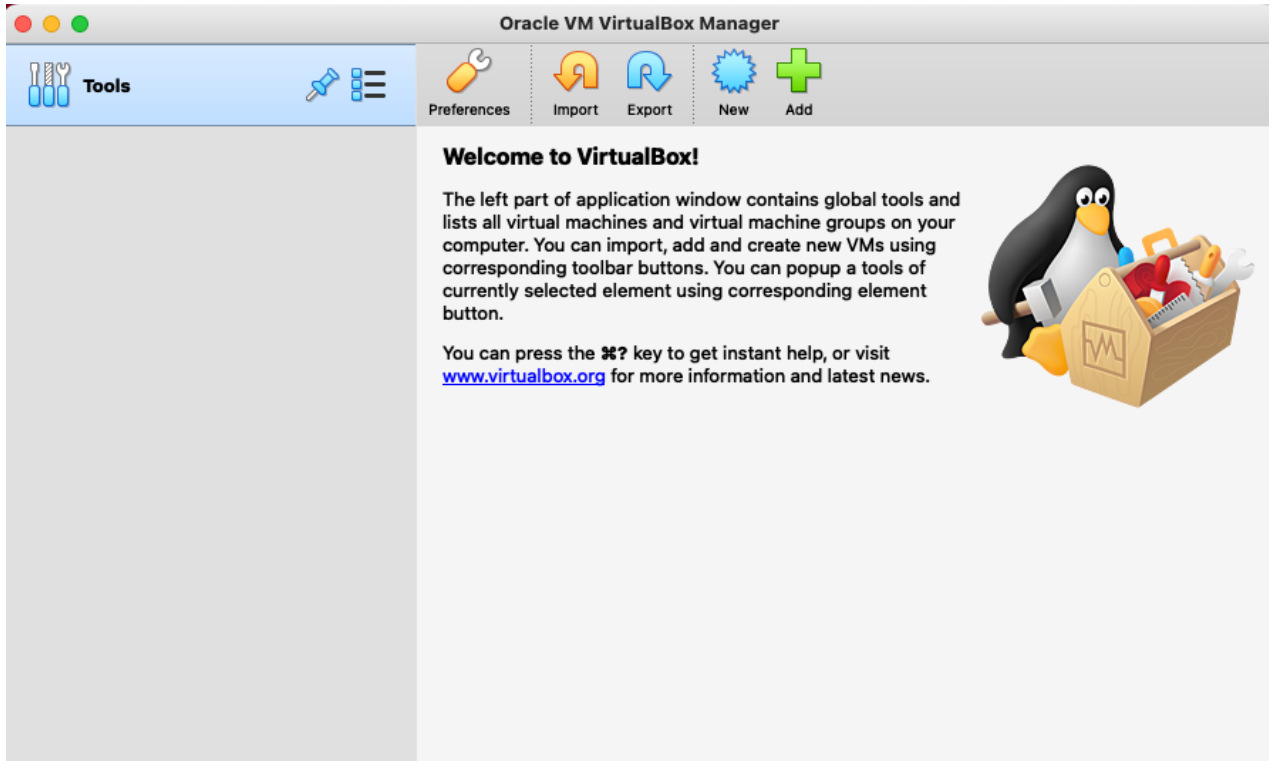 Oracle VM VirtualBox Manager
Tools
Preferences
Import
Export
New
Add
Welcome to VirtualBox!
The left part of application window contains global tools and
lists all virtual machines and virtual machine groups on your
computer. You can import, add and create new VMs using
corresponding toolbar buttons. You can popup a tools of
currently selected element using corresponding element
button.
You can press the ⌘? key to get instant help, or visit
www.virtualbox.org for more information and latest news.